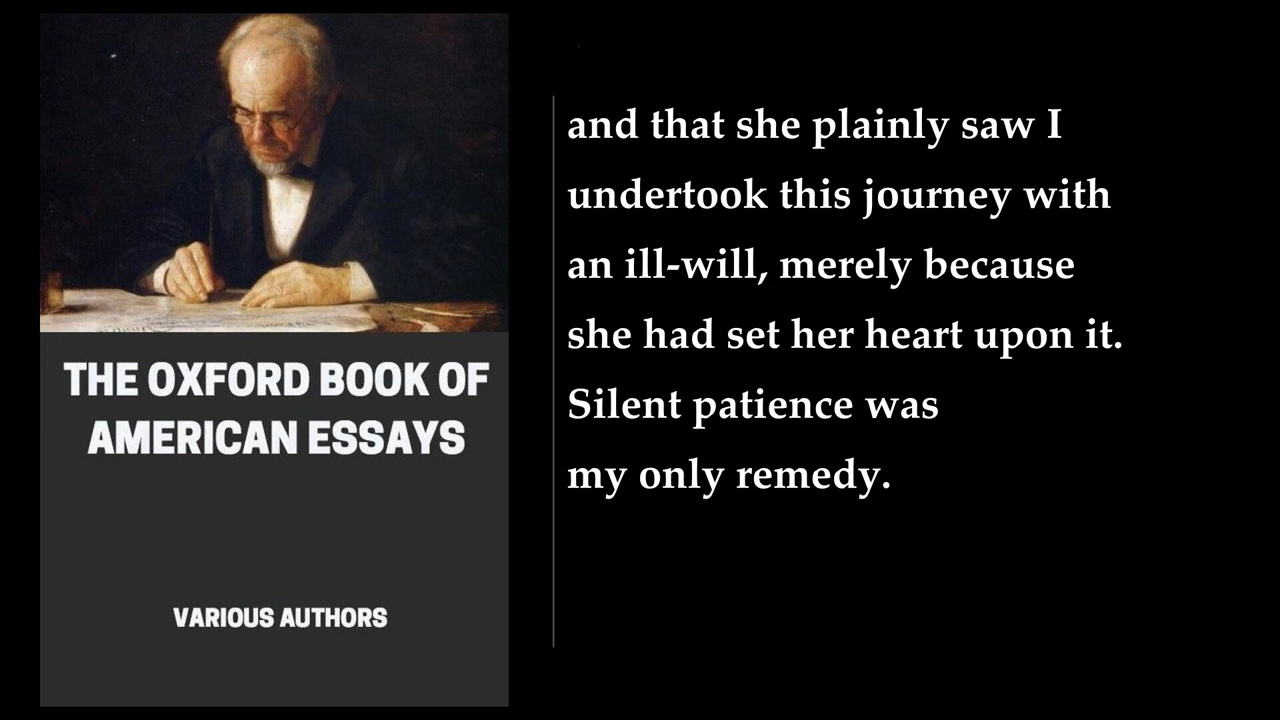 THE OXFORD BOOK OF
AMERICAN ESSAYS
VARIOUS AUTHORS
and that she plainly saw I
undertook this journey with
an ill-will, merely because
she had set her heart upon it.
Silent patience was
my only remedy.